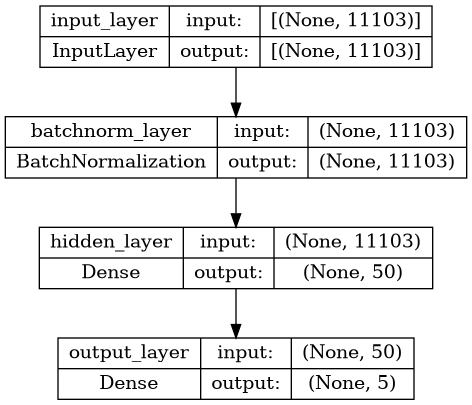 input_layer input: [(None, 11103)]
InputLayer output: [(None, 11103)]
batchnorm_layer input: (None, 11103)
BatchNormalization output: (None, 11103)
hidden_layer input: (None, 11103)
Dense output: (None, 50)
output_layer input: (None, 50)
Dense output: (None, 5)